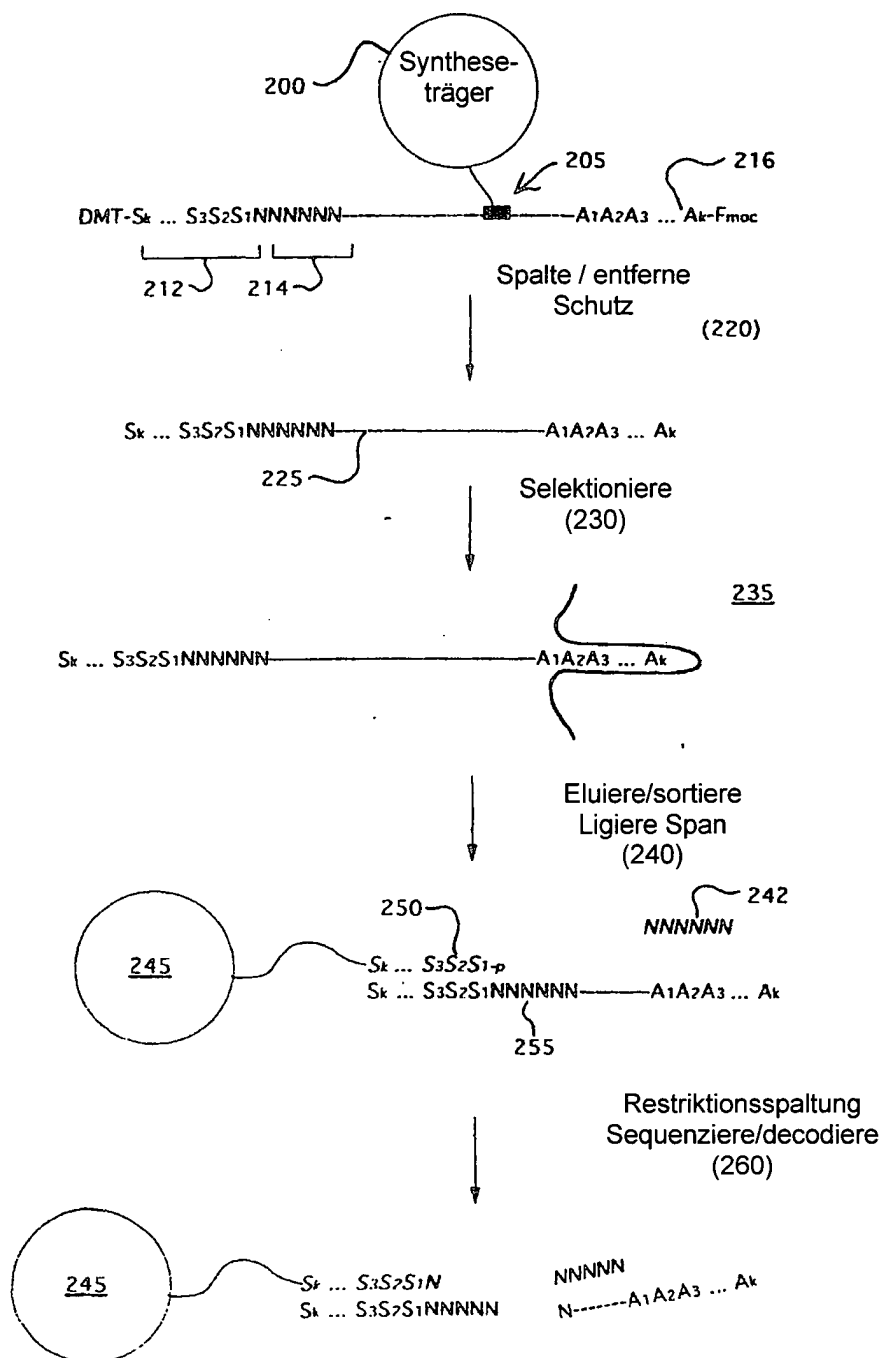 Synthese-
träger
200
205
216
DMT-Sk ... S3S2S1NNNNNN
A1A2A3 ... Ak-Fmoc
212
214
Spalte / entferne
Schutz
(220)
Sk ... S3S2S1NNNNNN
A1A2A3 ... Ak
225
Selektioniere
(230)
235
Sk ... S3S2S1NNNNNN
A1A2A3 ... Ak
Eluiere/sortiere
Ligiere Span
(240)
250
242
NNNNNN
245
Sk ... S3S2S1-p
Sk ... S3S2S1NNNNNN
A1A2A3 ... Ak
255
Restriktionsspaltung
Sequenziere/decodiere
(260)
245
Sk ... S3S2S1N
NNNNN
Sk ... S3S2S1NNNNN
N-------A1A2A3 ... Ak